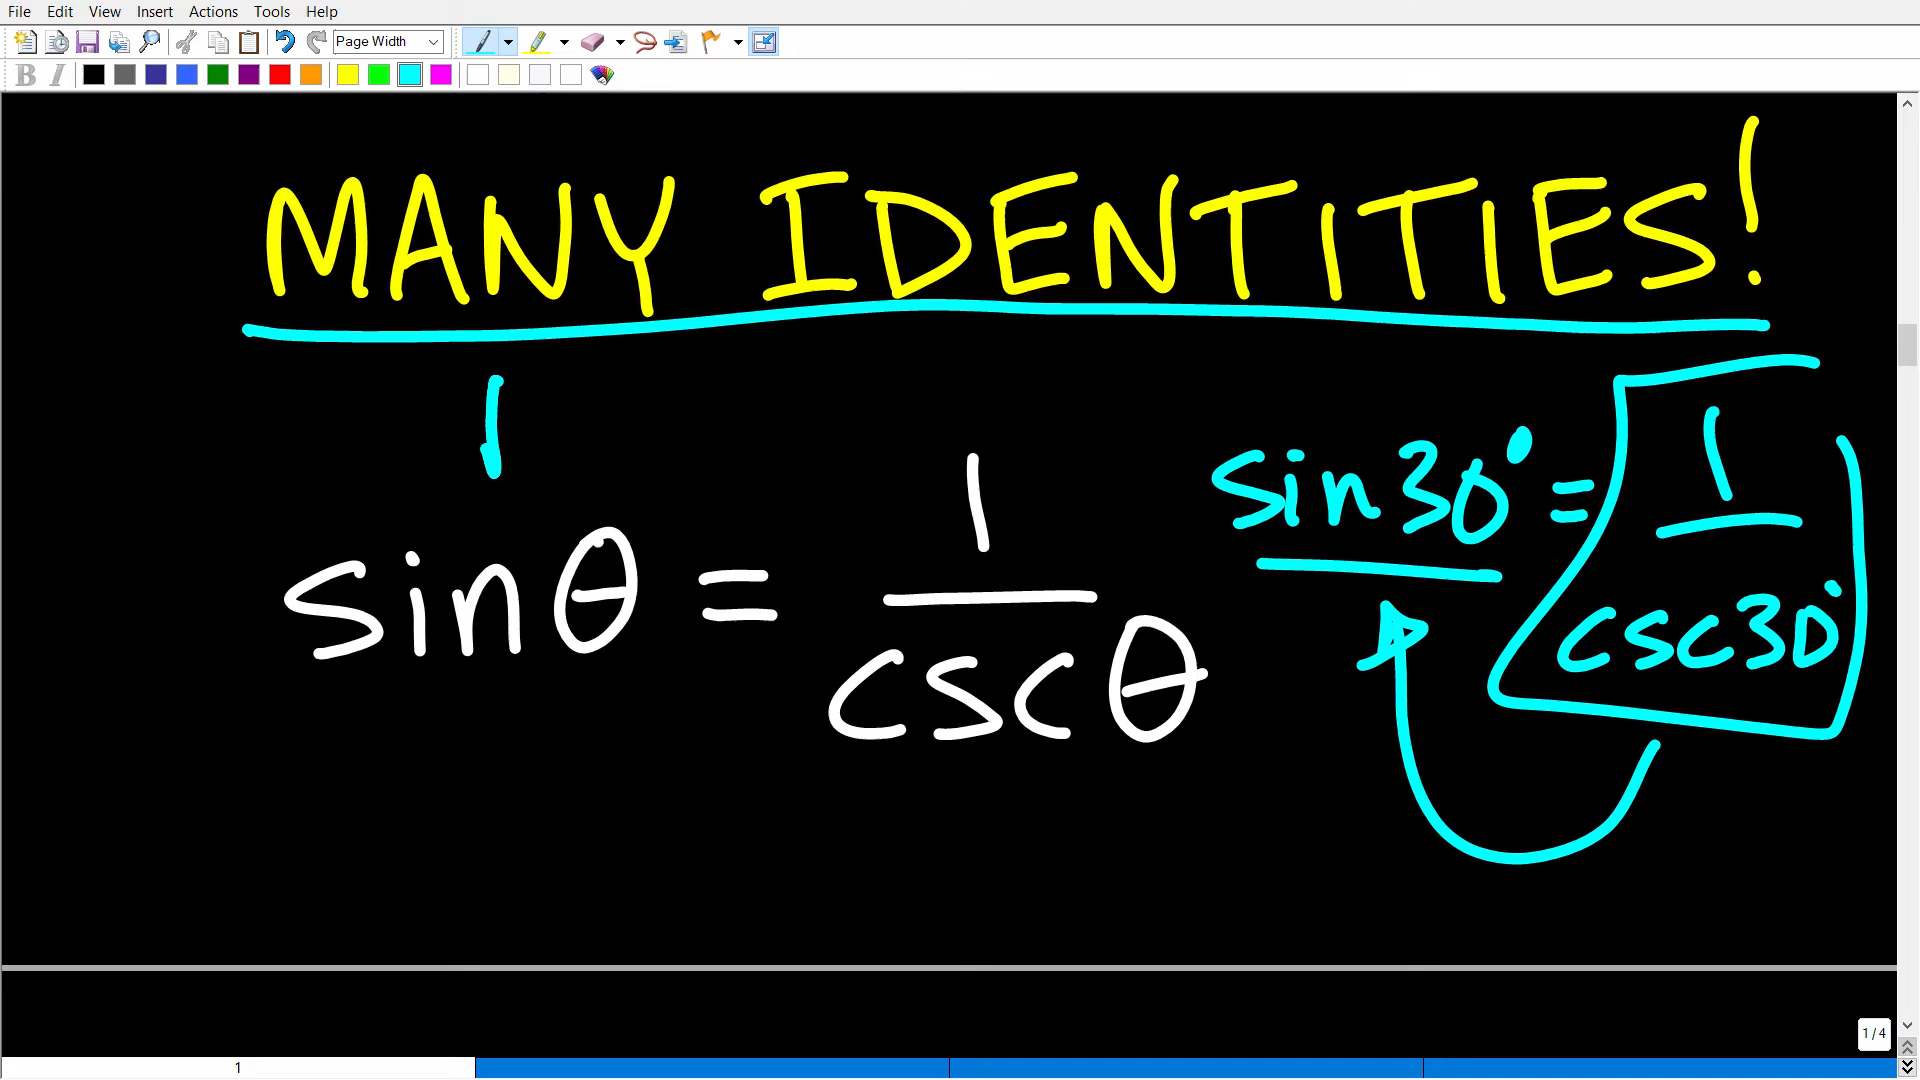 File Edit View Insert Actions Tools Help
Page Width
B I
MANY IDENTITIES!
sinθ = 1/cscθ
sin30° = 1/csc30°
1 / 4
1